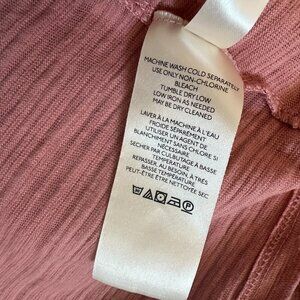 MACHINE WASH COLD SEPARATELY
USE ONLY NON-CHLORINE
BLEACH
TUMBLE DRY LOW
LOW IRON AS NEEDED
MAY BE DRY CLEANED
LAVER À LA MACHINE À L'EAU
FROIDE SÉPARÉMENT
UTILISER UN AGENT DE
BLANCHIMENT SANS CHLORE SI
NÉCESSAIRE
SÉCHER PAR CULBUTAGE À BASSE
TEMPÉRATURE
REPASSER, AU BESOIN, À TRÈS
BASSE TEMPÉRATURE
PEUT-ÊTRE ÊTRE NETTOYÉE SEC